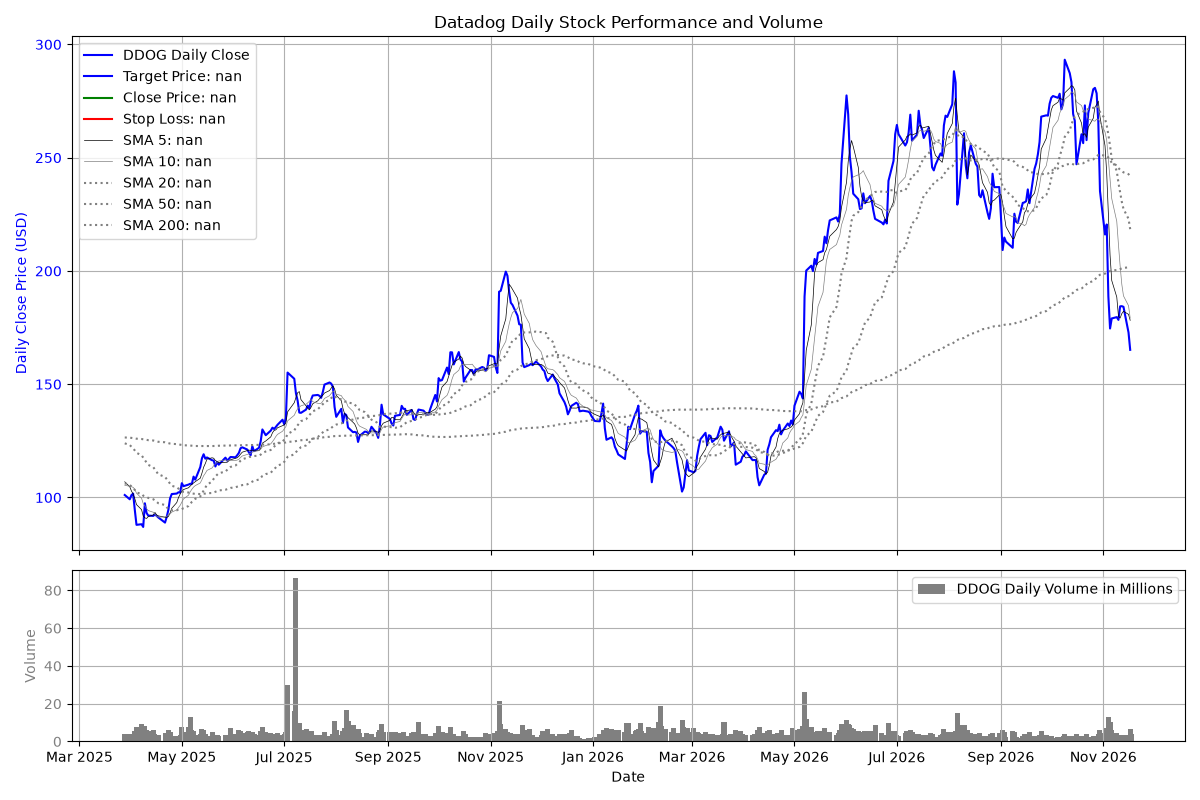 Datadog Daily Stock Performance and Volume
300
250
200
150
100
Daily Close Price (USD)
DDOG Daily Close
Target Price: nan
Close Price: nan
Stop Loss: nan
SMA 5: nan
SMA 10: nan
SMA 20: nan
SMA 50: nan
SMA 200: nan
80
60
40
20
0
Volume
DDOG Daily Volume in Millions
Mar 2025 May 2025 Jul 2025 Sep 2025 Nov 2025 Jan 2026 Mar 2026 May 2026 Jul 2026 Sep 2026 Nov 2026
Date